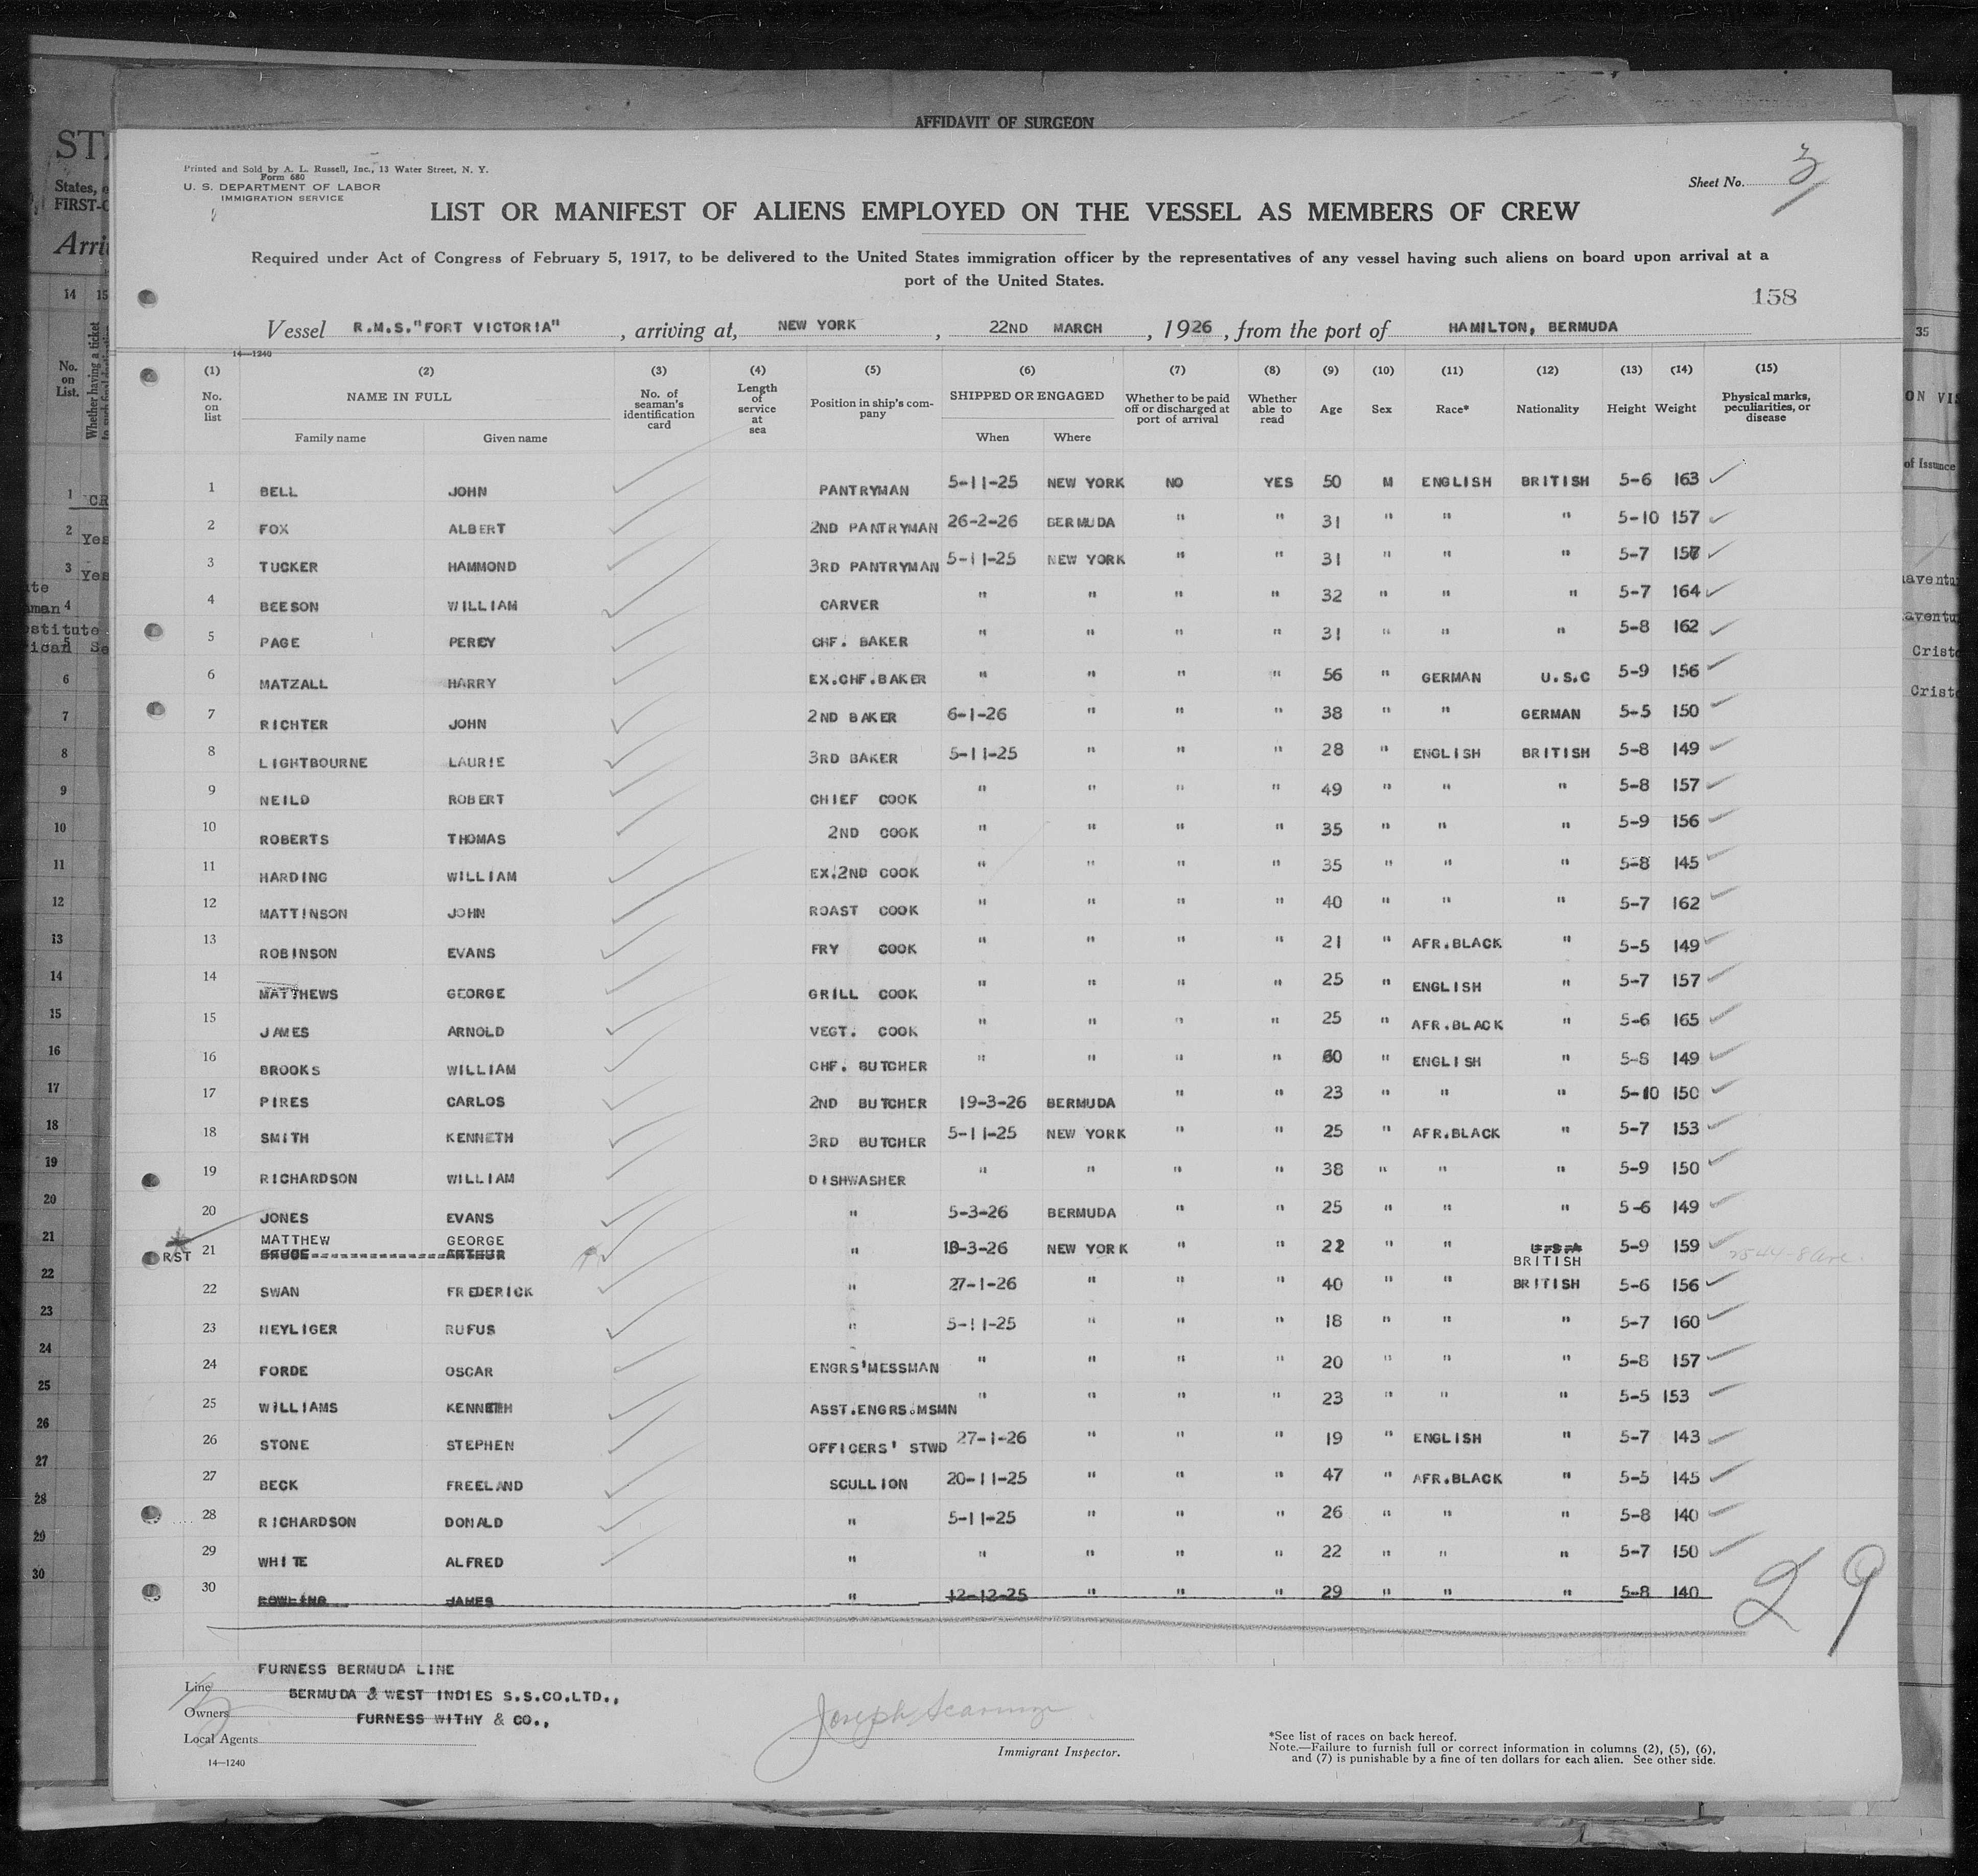 AFFIDAVIT OF SURGEON
Printed and Sold by A. L. Russell, Inc., 13 Water Street, N. Y.
Form 680
U. S. DEPARTMENT OF LABOR
IMMIGRATION SERVICE
Sheet No. 3
LIST OR MANIFEST OF ALIENS EMPLOYED ON THE VESSEL AS MEMBERS OF CREW
Required under Act of Congress of February 5, 1917, to be delivered to the United States immigration officer by the representatives of any vessel having such aliens on board upon arrival at a
port of the United States.
158
Vessel R.M.S."FORT VICTORIA", arriving at, NEW YORK, 22ND MARCH, 1926, from the port of HAMILTON, BERMUDA
14—1240
(1) (2) (3) (4) (5) (6) (7) (8) (9) (10) (11) (12) (13) (14) (15)
No. on list NAME IN FULL No. of seaman's identification card Length of service at sea Position in ship's company SHIPPED OR ENGAGED Whether to be paid off or discharged at port of arrival Whether able to read Age Sex Race* Nationality Height Weight Physical marks, peculiarities, or disease
Family name Given name When Where
1 BELL JOHN PANTRYMAN 5-11-25 NEW YORK NO YES 50 M ENGLISH BRITISH 5-6 163
2 FOX ALBERT 2ND PANTRYMAN 26-2-26 BERMUDA " " 31 " " " 5-10 157
3 TUCKER HAMMOND 3RD PANTRYMAN 5-11-25 NEW YORK " " 31 " " " 5-7 157
4 BEESON WILLIAM CARVER " " " " 32 " " " 5-7 164
5 PAGE PERCY CHF. BAKER " " " " 31 " " " 5-8 162
6 MATZALL HARRY EX.CHF.BAKER " " " " 56 " GERMAN U.S.C 5-9 156
7 RICHTER JOHN 2ND BAKER 6-1-26 " " " 38 " " GERMAN 5-5 150
8 LIGHTBOURNE LAURIE 3RD BAKER 5-11-25 " " " 28 " ENGLISH BRITISH 5-8 149
9 NEILD ROBERT CHIEF COOK " " " " 49 " " " 5-8 157
10 ROBERTS THOMAS 2ND COOK " " " " 35 " " " 5-9 156
11 HARDING WILLIAM EX.2ND COOK " " " " 35 " " " 5-8 145
12 MATTINSON JOHN ROAST COOK " " " " 40 " " " 5-7 162
13 ROBINSON EVANS FRY COOK " " " " 21 " AFR.BLACK " 5-5 149
14 MATTHEWS GEORGE GRILL COOK " " " " 25 " ENGLISH " 5-7 157
15 JAMES ARNOLD VEGT. COOK " " " " 25 " AFR.BLACK " 5-6 165
16 BROOKS WILLIAM CHF. BUTCHER " " " " 60 " ENGLISH " 5-8 149
17 PIRES CARLOS 2ND BUTCHER 19-3-26 BERMUDA " " 23 " " " 5-10 150
18 SMITH KENNETH 3RD BUTCHER 5-11-25 NEW YORK " " 25 " AFR.BLACK " 5-7 153
19 RICHARDSON WILLIAM DISHWASHER " " " " 38 " " " 5-9 150
20 JONES EVANS " 5-3-26 BERMUDA " " 25 " " " 5-6 149
MATTHEW GEORGE
RST 21 ARTHUR " 10-3-26 NEW YORK " " 22 " " 5-9 159
BRITISH
22 SWAN FREDERICK " 27-1-26 " " " 40 " " BRITISH 5-6 156
23 HEYLIGER RUFUS " 5-11-25 " " " 18 " " " 5-7 160
24 FORDE OSCAR ENGRS'MESSMAN " " " " 20 " " " 5-8 157
25 WILLIAMS KENNETH ASST.ENGRS.MSMN " " " " 23 " " " 5-5 153
26 STONE STEPHEN OFFICERS' STWD 27-1-26 " " " 19 " ENGLISH " 5-7 143
27 BECK FREELAND SCULLION 20-11-25 " " " 47 " AFR.BLACK " 5-5 145
28 RICHARDSON DONALD " 5-11-25 " " " 26 " " " 5-8 140
29 WHITE ALFRED " " " " " 22 " " " 5-7 150
30 JAMES " 12-12-25 " " " 29 " " " 5-8 140
29
FURNESS BERMUDA LINE
Line BERMUDA & WEST INDIES S.S.CO.LTD.,
Owners FURNESS WITHY & CO.,
Local Agents
14—1240
Joseph
Immigrant Inspector.
*See list of races on back hereof.
Note.—Failure to furnish full or correct information in columns (2), (5), (6),
and (7) is punishable by a fine of ten dollars for each alien. See other side.